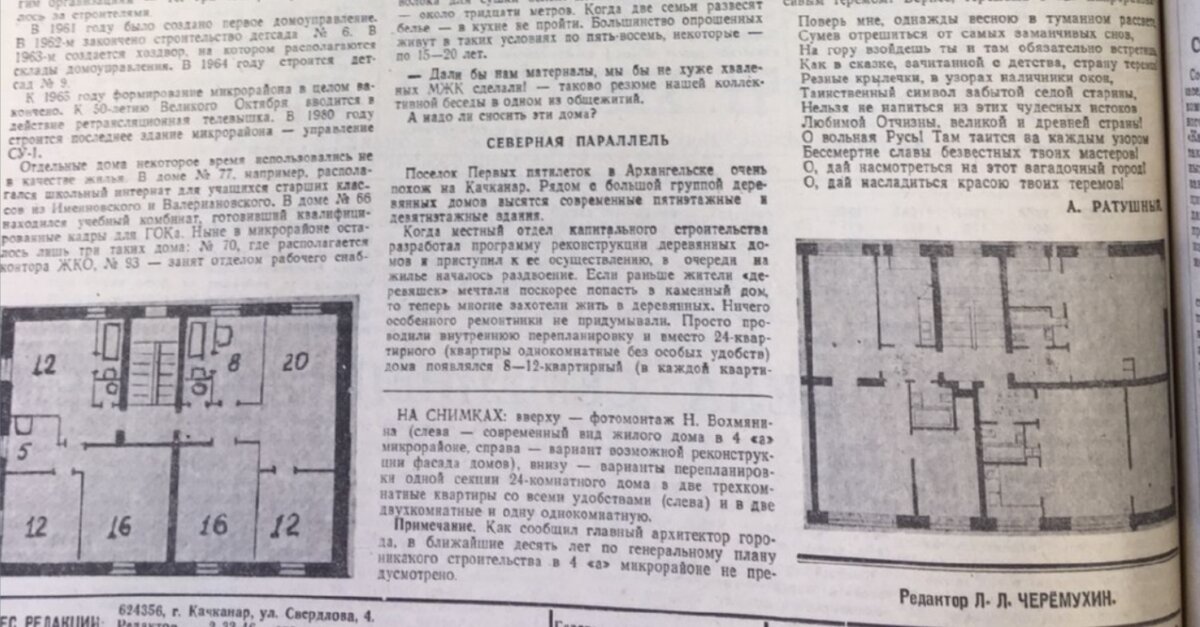 лось за строителями.
В 1961 году было создано первое домоуправление.
В 1962-м закончено строительство детсада № 6. В
1963-м создается хоздвор, на котором располагаются
склады домоуправления. В 1964 году строится дет-
сад № 9.
К 1965 году формирование микрорайона в целом за-
кончено. К 50-летию Великого Октября вводится в
действие ретрансляционная телевышка. В 1980 году
строится последнее здание микрорайона — управление
СУ-1.
Отдельные дома некоторое время использовались не
в качестве жилья. В доме № 77, например, распола-
гался школьный интернат для учащихся старших клас-
сов из Именновского и Валериановского. В доме № 66
находился учебный комбинат, готовивший квалифици-
рованные кадры для ГОКа. Ныне в микрорайоне оста-
лось лишь три таких дома: № 70, где располагается
контора ЖКО, № 93 — занят отделом рабочего снаб-
12
8
20
5
12
16
16
12
— около тридцати метров. Когда две семьи развесят
белье — в кухне не пройти. Большинство опрошенных
живут в таких условиях по пять-восемь, некоторые —
по 15—20 лет.
— Дали бы нам материалы, мы бы не хуже хвале-
ных МЖК сделали! — таково резюме нашей коллек-
тивной беседы в одном из общежитий.
А надо ли сносить эти дома?
СЕВЕРНАЯ ПАРАЛЛЕЛЬ
Поселок Первых пятилеток в Архангельске очень
похож на Качканар. Рядом с большой группой дере-
вянных домов высятся современные пятиэтажные и
девятиэтажные здания.
Когда местный отдел капитального строительства
разработал программу реконструкции деревянных до-
мов и приступил к ее осуществлению, в очереди на
жилье началось раздвоение. Если раньше жители «де-
ревяшек» мечтали поскорее попасть в каменный дом,
то теперь многие захотели жить в деревянных. Ничего
особенного ремонтники не придумывали. Просто про-
водили внутреннюю перепланировку и вместо 24-квар-
тирного (квартиры однокомнатные без особых удобств)
дома появлялся 8—12-квартирный (в каждой кварти-
НА СНИМКАХ: вверху — фотомонтаж Н. Вохмяни-
на (слева — современный вид жилого дома в 4 «а»
микрорайоне, справа — вариант возможной реконструк-
ции фасада домов), внизу — варианты перепланиров-
ки одной секции 24-комнатного дома в две трехком-
натные квартиры со всеми удобствами (слева) и в две
двухкомнатные и одну однокомнатную.
Примечание. Как сообщил главный архитектор горо-
да, в ближайшие десять лет по генеральному плану
никакого строительства в 4 «а» микрорайоне не пре-
дусмотрено.
Поверь мне, однажды весною в туманном рассвете,
Сумев отрешиться от самых заманчивых снов,
На гору взойдешь ты и там обязательно встретишь,
Как в сказке, зачитанной с детства, страну теремов!
Резные крылечки, в узорах наличники окон,
Таинственный символ забытой седой старины,
Нельзя не напиться из этих чудесных истоков
Любимой Отчизны, великой и древней страны!
О вольная Русь! Там таится за каждым узором
Бессмертие славы безвестных твоих мастеров!
О, дай насмотреться на этот загадочный город!
О, дай насладиться красою твоих теремов!
А. РАТУШНЫЙ.
Редактор Л. Л. ЧЕРЕМУХИН.
ЕС РЕДАКЦИИ: 624356, г. Качканар, ул. Свердлова, 4.